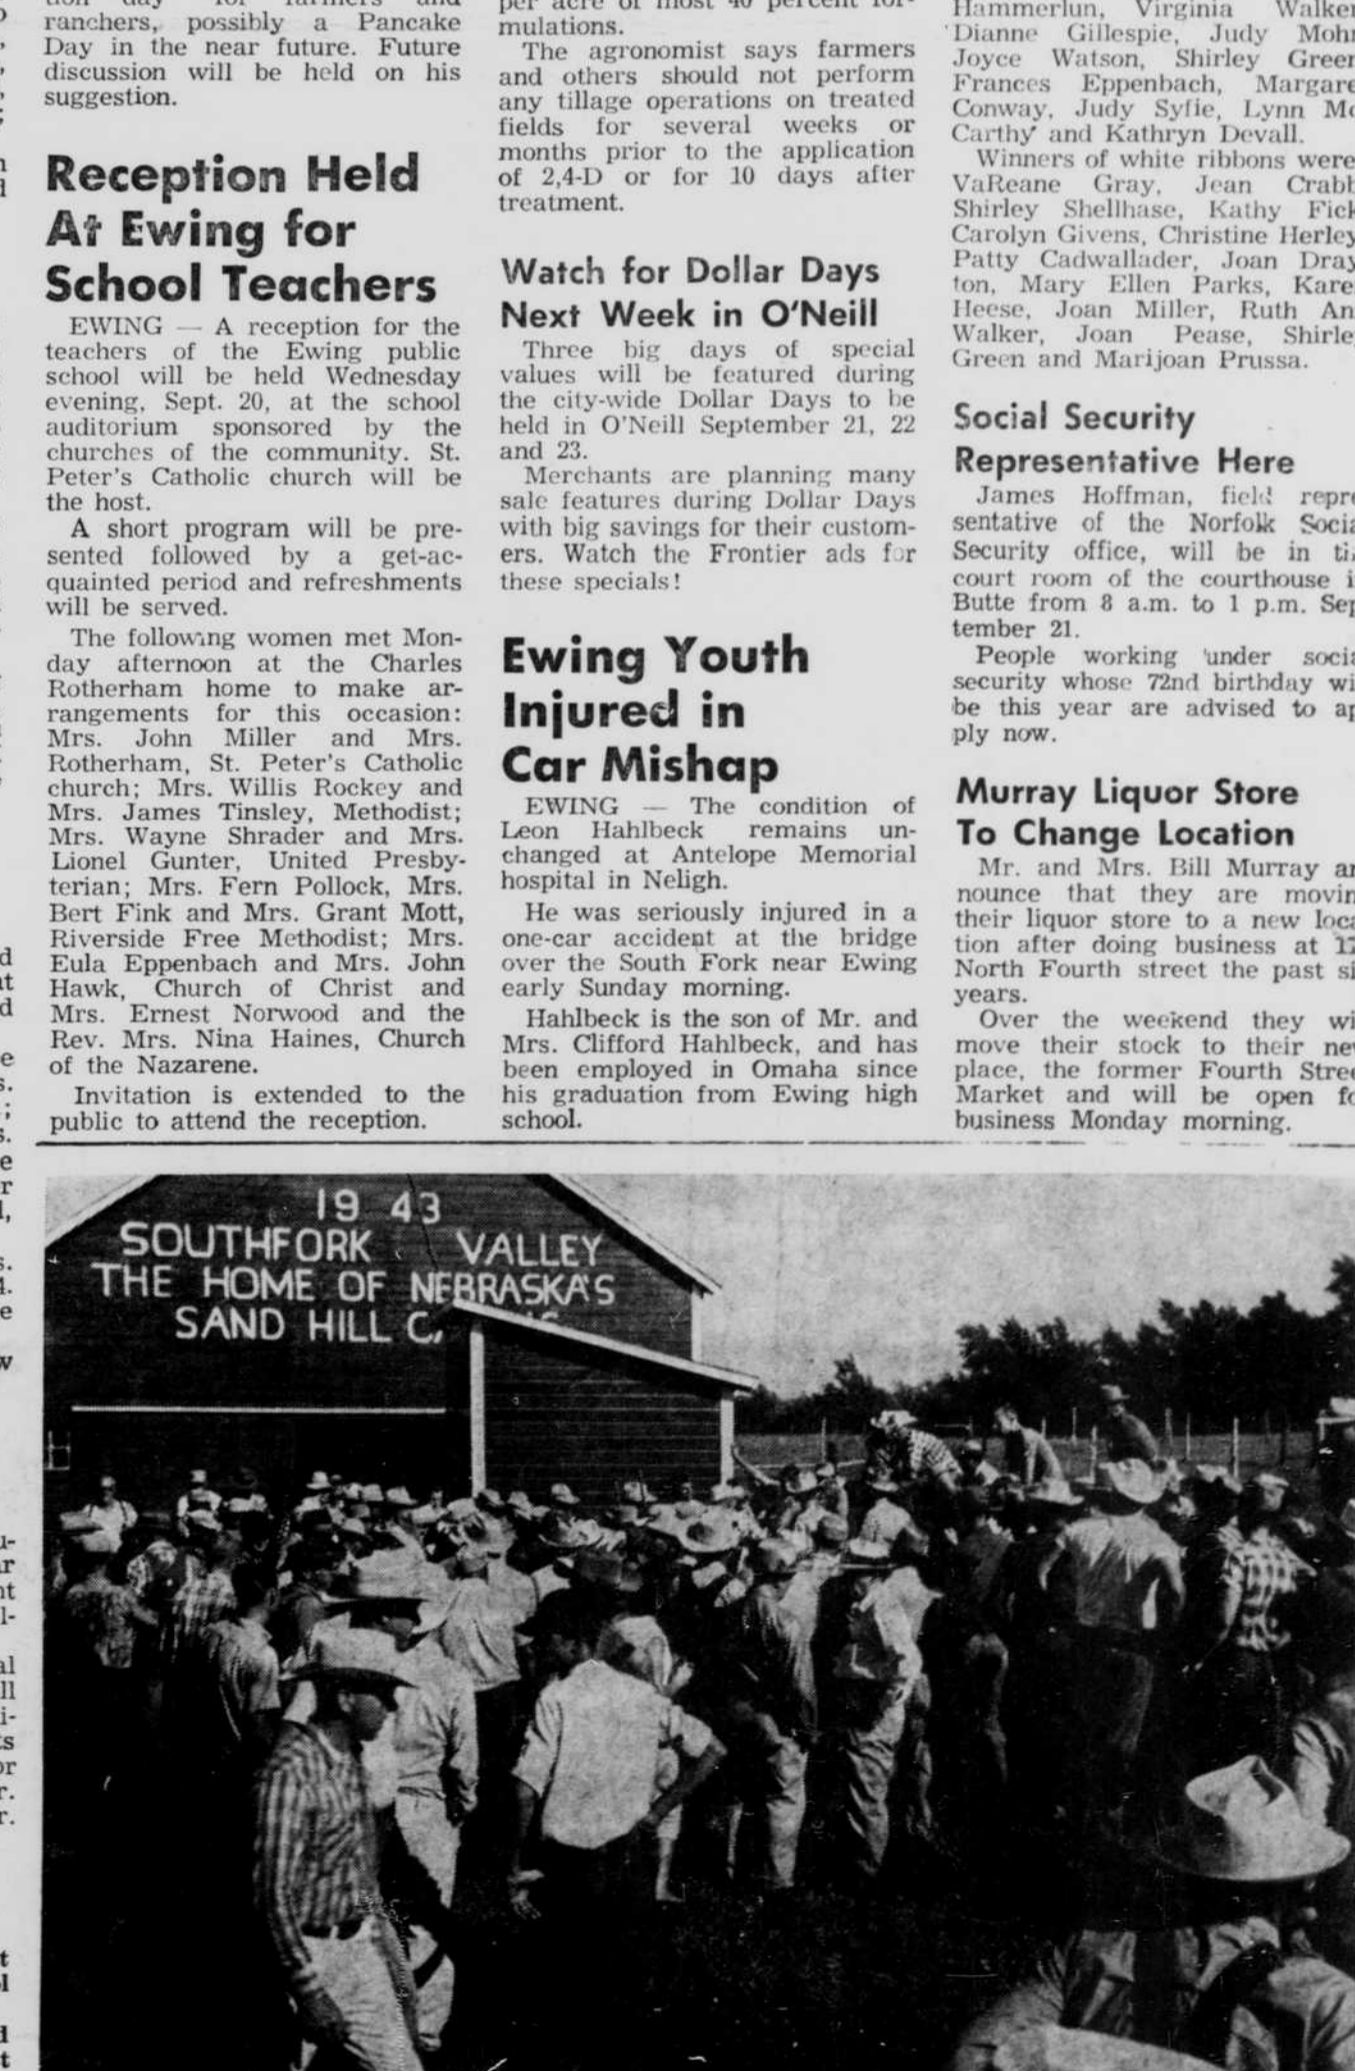 ranchers, possibly a Pancake
Day in the near future. Future
discussion will be held on his
suggestion.
Reception Held
At Ewing for
School Teachers
EWING — A reception for the
teachers of the Ewing public
school will be held Wednesday
evening, Sept. 20, at the school
auditorium sponsored by the
churches of the community. St.
Peter's Catholic church will be
the host.
A short program will be pre-
sented followed by a get-ac-
quainted period and refreshments
will be served.
The following women met Mon-
day afternoon at the Charles
Rotherham home to make ar-
rangements for this occasion:
Mrs. John Miller and Mrs.
Rotherham, St. Peter's Catholic
church; Mrs. Willis Rockey and
Mrs. James Tinsley, Methodist;
Mrs. Wayne Shrader and Mrs.
Lionel Gunter, United Presby-
terian; Mrs. Fern Pollock, Mrs.
Bert Fink and Mrs. Grant Mott,
Riverside Free Methodist; Mrs.
Eula Eppenbach and Mrs. John
Hawk, Church of Christ and
Mrs. Ernest Norwood and the
Rev. Mrs. Nina Haines, Church
of the Nazarene.
Invitation is extended to the
public to attend the reception.
per acre of most 40 percent for-
mulations.
The agronomist says farmers
and others should not perform
any tillage operations on treated
fields for several weeks or
months prior to the application
of 2,4-D or for 10 days after
treatment.
Watch for Dollar Days
Next Week in O'Neill
Three big days of special
values will be featured during
the city-wide Dollar Days to be
held in O'Neill September 21, 22
and 23.
Merchants are planning many
sale features during Dollar Days
with big savings for their custom-
ers. Watch the Frontier ads for
these specials!
Ewing Youth
Injured in
Car Mishap
EWING — The condition of
Leon Hahlbeck remains un-
changed at Antelope Memorial
hospital in Neligh.
He was seriously injured in a
one-car accident at the bridge
over the South Fork near Ewing
early Sunday morning.
Hahlbeck is the son of Mr. and
Mrs. Clifford Hahlbeck, and has
been employed in Omaha since
his graduation from Ewing high
school.
Hammerlun, Virginia Walker
Dianne Gillespie, Judy Mohr
Joyce Watson, Shirley Green
Frances Eppenbach, Margare
Conway, Judy Syfie, Lynn Mc
Carthy and Kathryn Devall.
Winners of white ribbons were
VaReane Gray, Jean Crabb
Shirley Shellhase, Kathy Fick
Carolyn Givens, Christine Herley
Patty Cadwallader, Joan Dray
ton, Mary Ellen Parks, Kare
Heese, Joan Miller, Ruth An
Walker, Joan Pease, Shirle
Green and Marijoan Prussa.
Social Security
Representative Here
James Hoffman, field repre
sentative of the Norfolk Socia
Security office, will be in
court room of the courthouse i
Butte from 8 a.m. to 1 p.m. Sep
tember 21.
People working under socia
security whose 72nd birthday wi
be this year are advised to ap
ply now.
Murray Liquor Store
To Change Location
Mr. and Mrs. Bill Murray an
nounce that they are movin
their liquor store to a new loca
tion after doing business at 17
North Fourth street the past si
years.
Over the weekend they wi
move their stock to their new
place, the former Fourth Stree
Market and will be open fo
business Monday morning.
1943
SOUTHFORK VALLEY
THE HOME OF NEBRASKA'S
SAND HILL